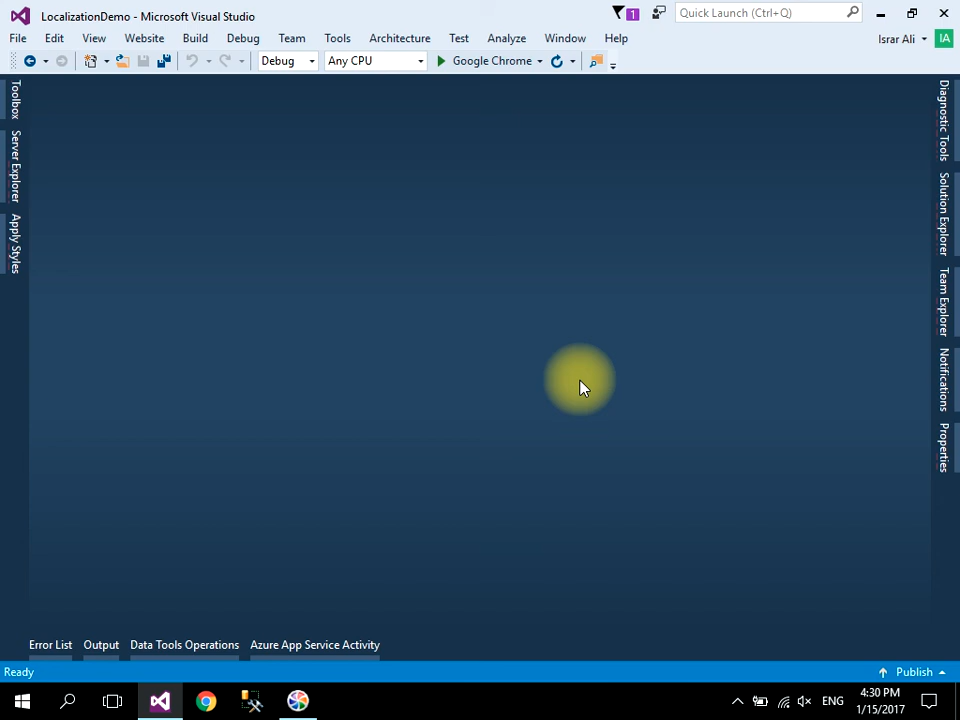 LocalizationDemo - Microsoft Visual Studio
1
Quick Launch (Ctrl+Q)
File Edit View Website Build Debug Team Tools Architecture Test Analyze Window Help
Israr Ali IA
Debug Any CPU Google Chrome
Toolbox
Server Explorer
Apply Styles
Diagnostic Tools
Solution Explorer
Team Explorer
Notifications
Properties
Error List Output Data Tools Operations Azure App Service Activity
Ready Publish
ENG
4:30 PM
1/15/2017